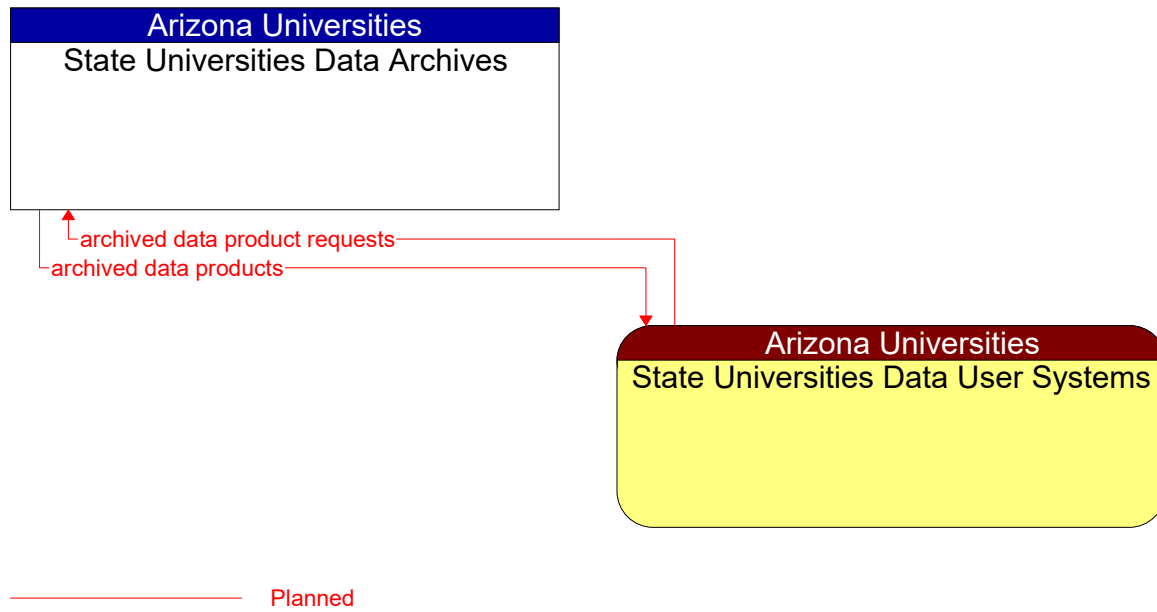 Arizona Universities
State Universities Data Archives
archived data product requests
archived data products
Arizona Universities
State Universities Data User Systems
Planned